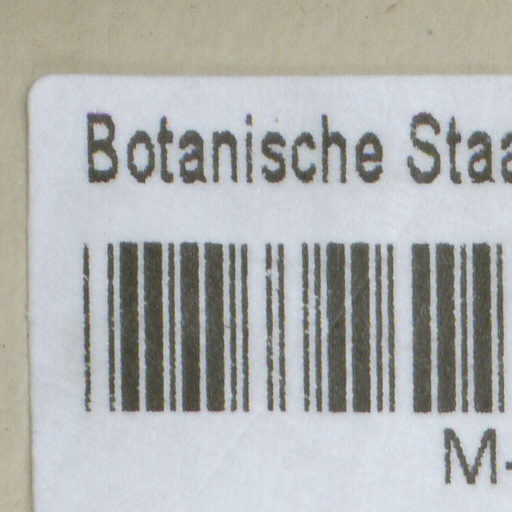 Botanische Staa
M-